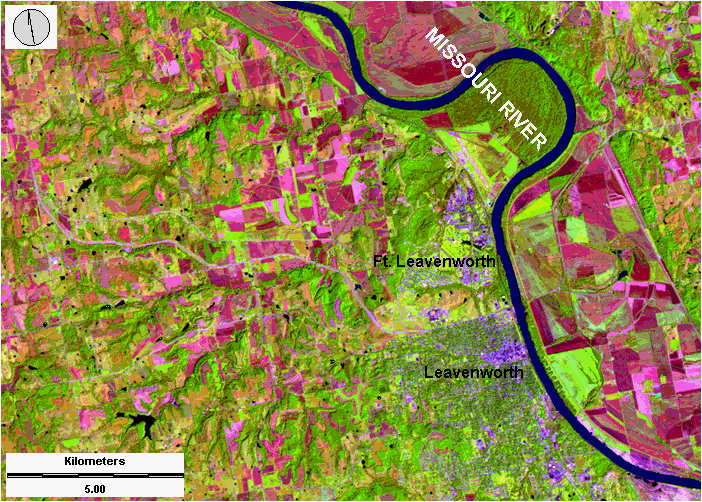 MISSOURI RIVER
Ft. Leavenworth
Leavenworth
Kilometers
5.00